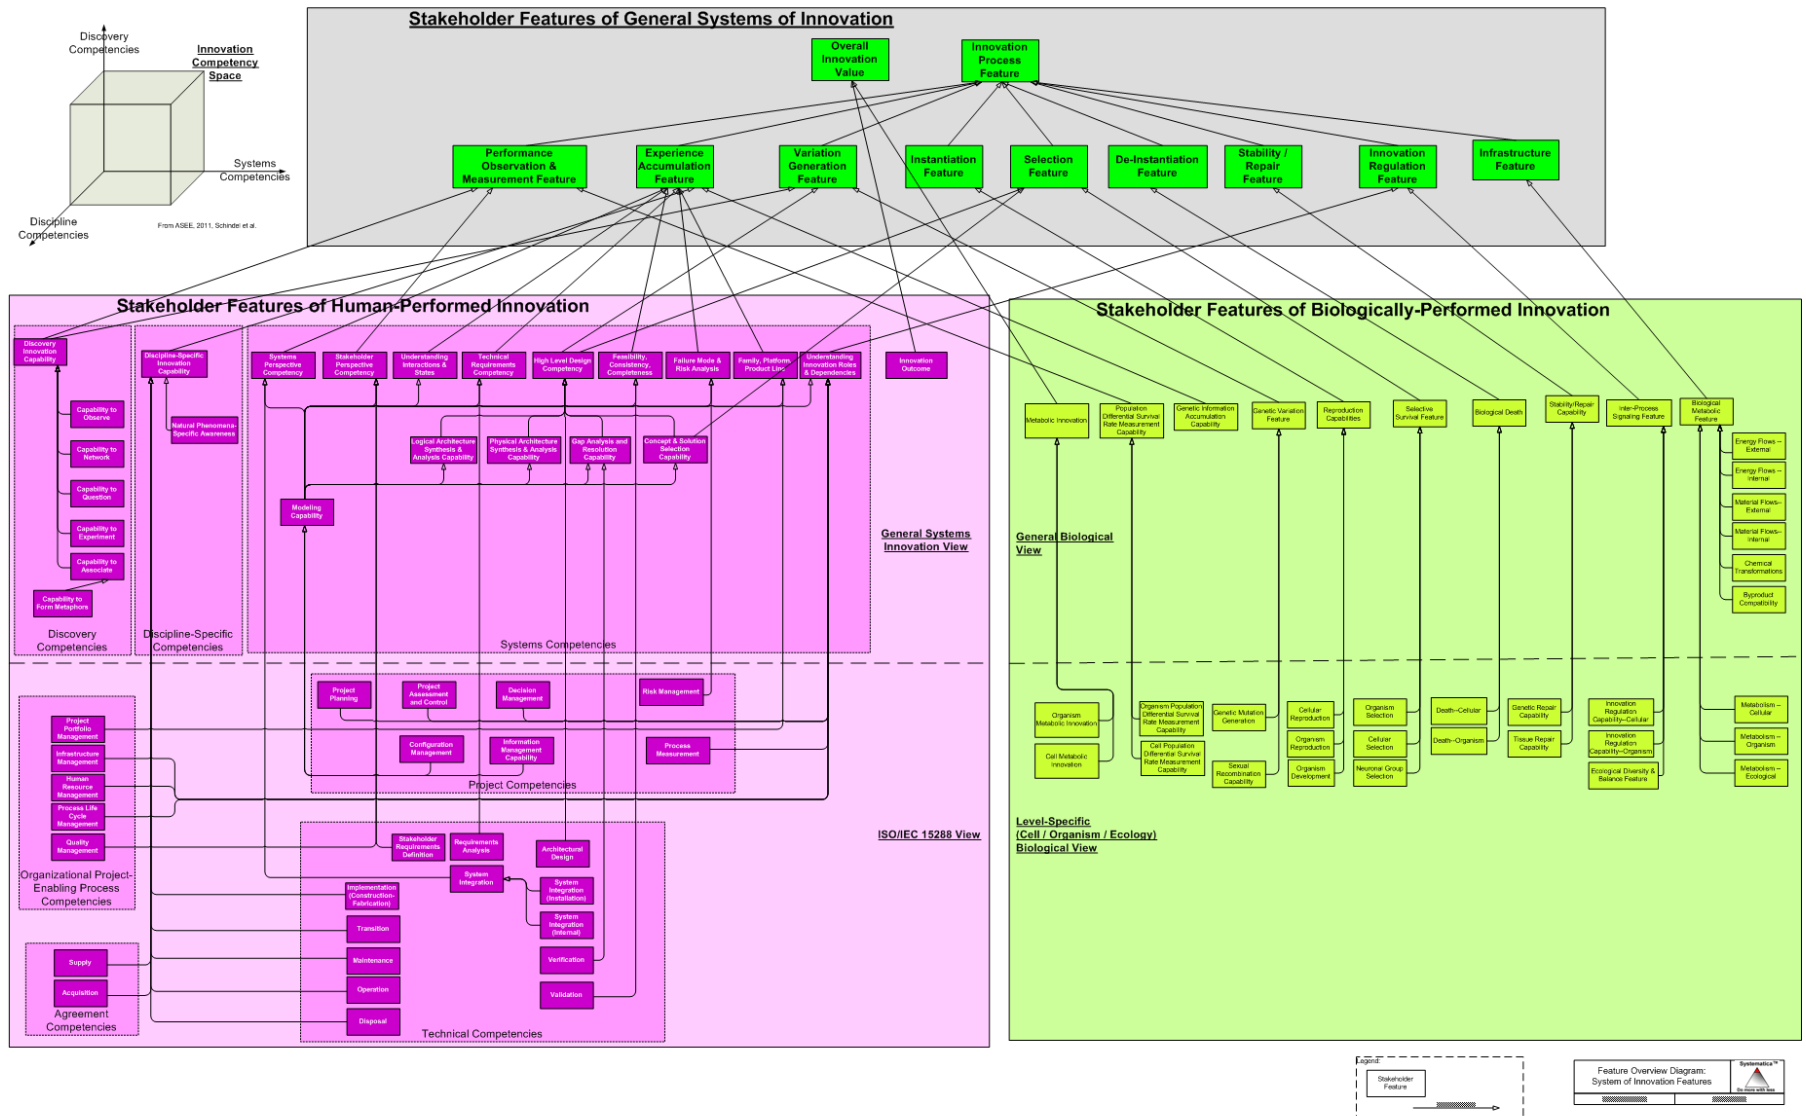 Stakeholder Features of General Systems of Innovation
Discovery
Competencies
Innovation
Competency
Space
Systems
Competencies
Discipline
Competencies
From ASEE, 2011, Schindel et al.
Overall
Innovation
Value
Innovation
Process
Feature
Performance
Observation &
Measurement Feature
Experience
Accumulation
Feature
Variation
Generation
Feature
Instantiation
Feature
Selection
Feature
De-Instantiation
Feature
Stability /
Repair
Feature
Innovation
Regulation
Feature
Infrastructure
Feature
Stakeholder Features of Human-Performed Innovation
Discovery
Innovation
Capability
Discipline-Specific
Innovation
Capability
Systems
Perspective
Competency
Stakeholder
Perspective
Competency
Understanding
Interactions &
States
Technical
Requirements
Competency
High Level Design
Competency
Feasibility,
Consistency,
Completeness
Failure Mode &
Risk Analysis
Family, Platform,
Product Line
Understanding
Innovation Roles
& Dependencies
Innovation
Outcome
Capability to
Observe
Capability to
Network
Capability to
Question
Capability to
Experiment
Capability to
Associate
Capability to
Form Metaphors
Discovery
Competencies
Natural Phenomena-
Specific Awareness
Discipline-Specific
Competencies
Logical Architecture
Synthesis &
Analysis Capability
Physical Architecture
Synthesis & Analysis
Capability
Gap Analysis and
Resolution
Capability
Concept & Solution
Selection
Capability
Modeling
Capability
Systems Competencies
General Systems
Innovation View
Project
Planning
Project
Assessment
and Control
Decision
Management
Risk Management
Configuration
Management
Information
Management
Capability
Process
Measurement
Project Competencies
Project
Portfolio
Management
Infrastructure
Management
Human
Resource
Management
Process Life
Cycle
Management
Quality
Management
Organizational Project-
Enabling Process
Competencies
ISO/IEC 15288 View
Stakeholder
Requirements
Definition
Requirements
Analysis
Architectural
Design
System
Integration
System
Integration
(Installation)
System
Integration
(Internal)
Implementation
(Construction-
Fabrication)
Transition
Maintenance
Operation
Disposal
Verification
Validation
Technical Competencies
Supply
Acquisition
Agreement
Competencies
Stakeholder Features of Biologically-Performed Innovation
Metabolic Innovation
Population
Differential Survival
Rate Measurement
Capability
Genetic Information
Accumulation
Capability
Genetic Variation
Feature
Reproduction
Capabilities
Selective
Survival Feature
Biological Death
Stability/Repair
Capability
Inter-Process
Signaling Feature
Biological
Metabolic
Feature
Energy Flows --
External
Energy Flows --
Internal
Material Flows--
External
Material Flows--
Internal
Chemical
Transformations
Byproduct
Compatibility
General Biological
View
Organism
Metabolic Innovation
Cell Metabolic
Innovation
Organism Population
Differential Survival
Rate Measurement
Capability
Cell Population
Differential Survival
Rate Measurement
Capability
Genetic Mutation
Generation
Sexual
Recombination
Capability
Cellular
Reproduction
Organism
Reproduction
Organism
Development
Organism
Selection
Cellular
Selection
Neuronal Group
Selection
Death--Cellular
Death--Organism
Genetic Repair
Capability
Tissue Repair
Capability
Innovation
Regulation
Capability--Cellular
Innovation
Regulation
Capability--Organism
Ecological Diversity &
Balance Feature
Metabolism --
Cellular
Metabolism --
Organism
Metabolism --
Ecological
Level-Specific
(Cell / Organism / Ecology)
Biological View
Legend:
Stakeholder
Feature
Feature Overview Diagram:
System of Innovation Features
Systematica™
Do more with less